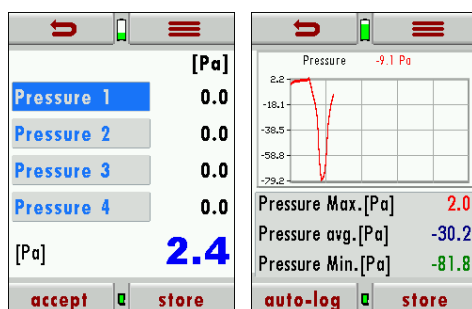 [Pa]
Pressure 1 0.0
Pressure 2 0.0
Pressure 3 0.0
Pressure 4 0.0
[Pa] 2.4
accept store
Pressure -9.1 Pa
2.2
-18.1
-38.5
-58.8
-79.2
Pressure Max.[Pa] 2.0
Pressure avg.[Pa] -30.2
Pressure Min.[Pa] -81.8
auto-log store